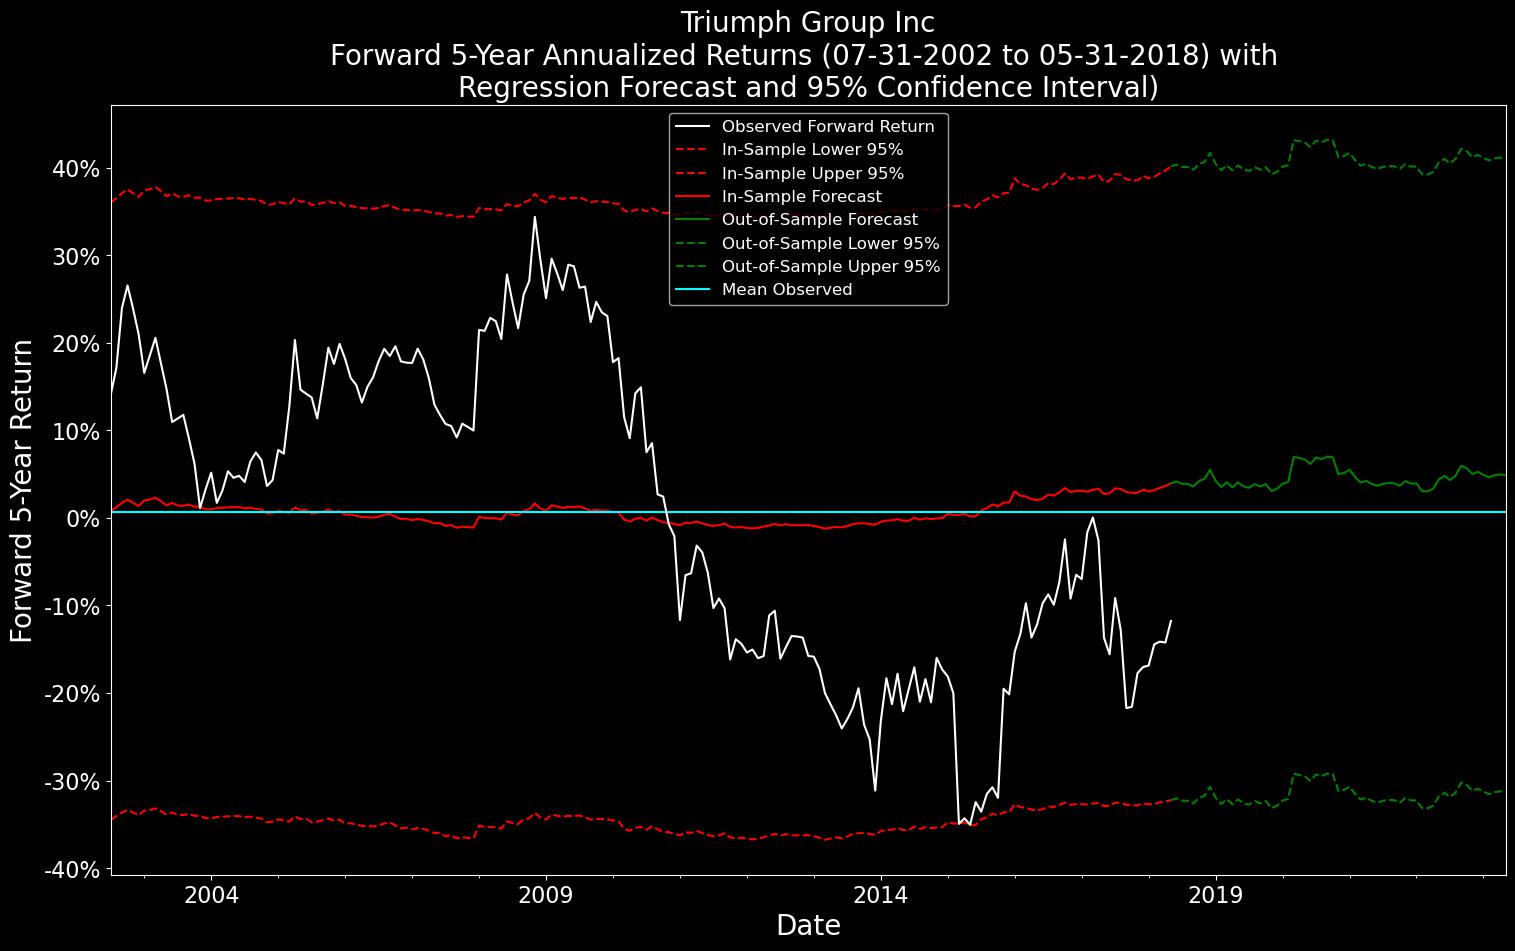 Triumph Group Inc
Forward 5-Year Annualized Returns (07-31-2002 to 05-31-2018) with
Regression Forecast and 95% Confidence Interval)
Observed Forward Return
In-Sample Lower 95%
In-Sample Upper 95%
In-Sample Forecast
Out-of-Sample Forecast
Out-of-Sample Lower 95%
Out-of-Sample Upper 95%
Mean Observed
Forward 5-Year Return
40%
30%
20%
10%
0%
-10%
-20%
-30%
-40%
2004
2009
2014
2019
Date